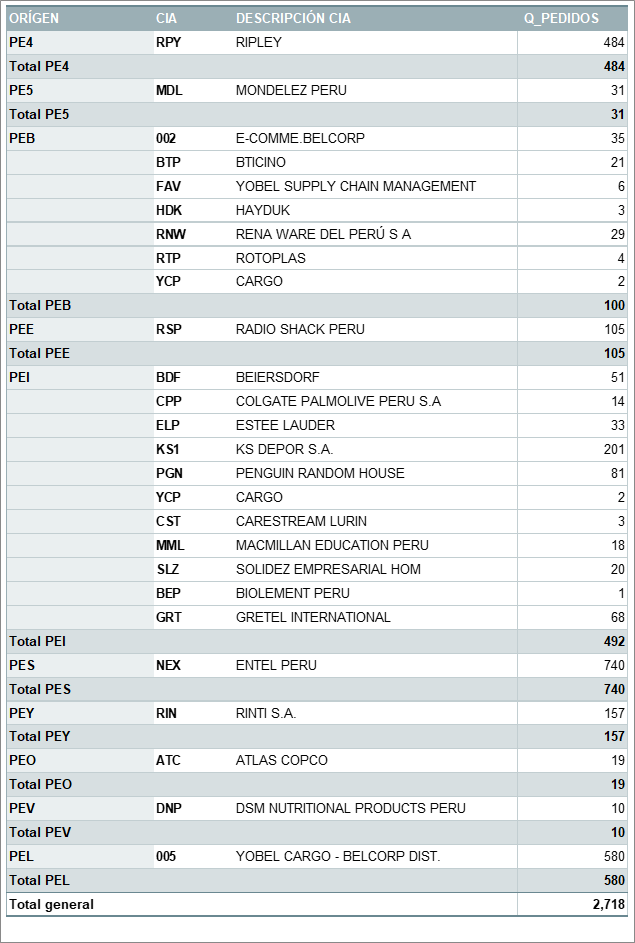 ORÍGEN CIA DESCRIPCIÓN CIA Q_PEDIDOS
PE4 RPY RIPLEY 484
Total PE4 484
PE5 MDL MONDELEZ PERU 31
Total PE5 31
PEB 002 E-COMME.BELCORP 35
BTP BTICINO 21
FAV YOBEL SUPPLY CHAIN MANAGEMENT 6
HDK HAYDUK 3
RNW RENA WARE DEL PERÚ S A 29
RTP ROTOPLAS 4
YCP CARGO 2
Total PEB 100
PEE RSP RADIO SHACK PERU 105
Total PEE 105
PEI BDF BEIERSDORF 51
CPP COLGATE PALMOLIVE PERU S.A 14
ELP ESTEE LAUDER 33
KS1 KS DEPOR S.A. 201
PGN PENGUIN RANDOM HOUSE 81
YCP CARGO 2
CST CARESTREAM LURIN 3
MML MACMILLAN EDUCATION PERU 18
SLZ SOLIDEZ EMPRESARIAL HOM 20
BEP BIOLEMENT PERU 1
GRT GRETEL INTERNATIONAL 68
Total PEI 492
PES NEX ENTEL PERU 740
Total PES 740
PEY RIN RINTI S.A. 157
Total PEY 157
PEO ATC ATLAS COPCO 19
Total PEO 19
PEV DNP DSM NUTRITIONAL PRODUCTS PERU 10
Total PEV 10
PEL 005 YOBEL CARGO - BELCORP DIST. 580
Total PEL 580
Total general 2,718